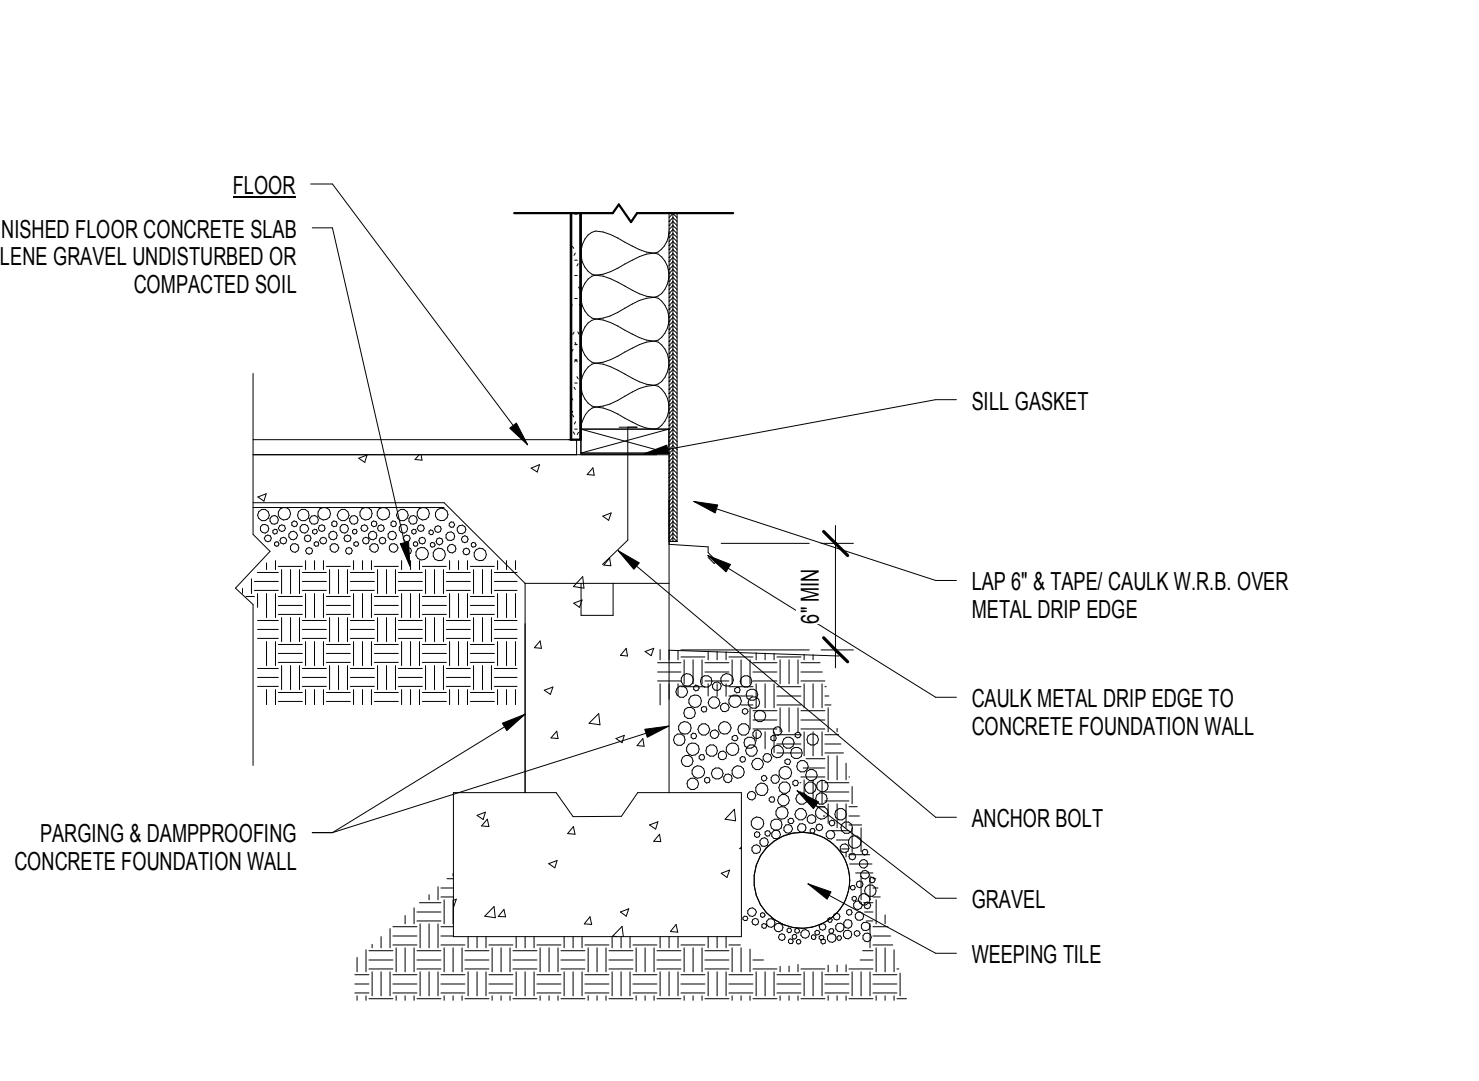 FLOOR
NISHED FLOOR CONCRETE SLAB
LENE GRAVEL UNDISTURBED OR
COMPACTED SOIL
SILL GASKET
LAP 6" & TAPE/ CAULK W.R.B. OVER
METAL DRIP EDGE
6" MIN
CAULK METAL DRIP EDGE TO
CONCRETE FOUNDATION WALL
ANCHOR BOLT
PARGING & DAMPPROOFING
CONCRETE FOUNDATION WALL
GRAVEL
WEEPING TILE